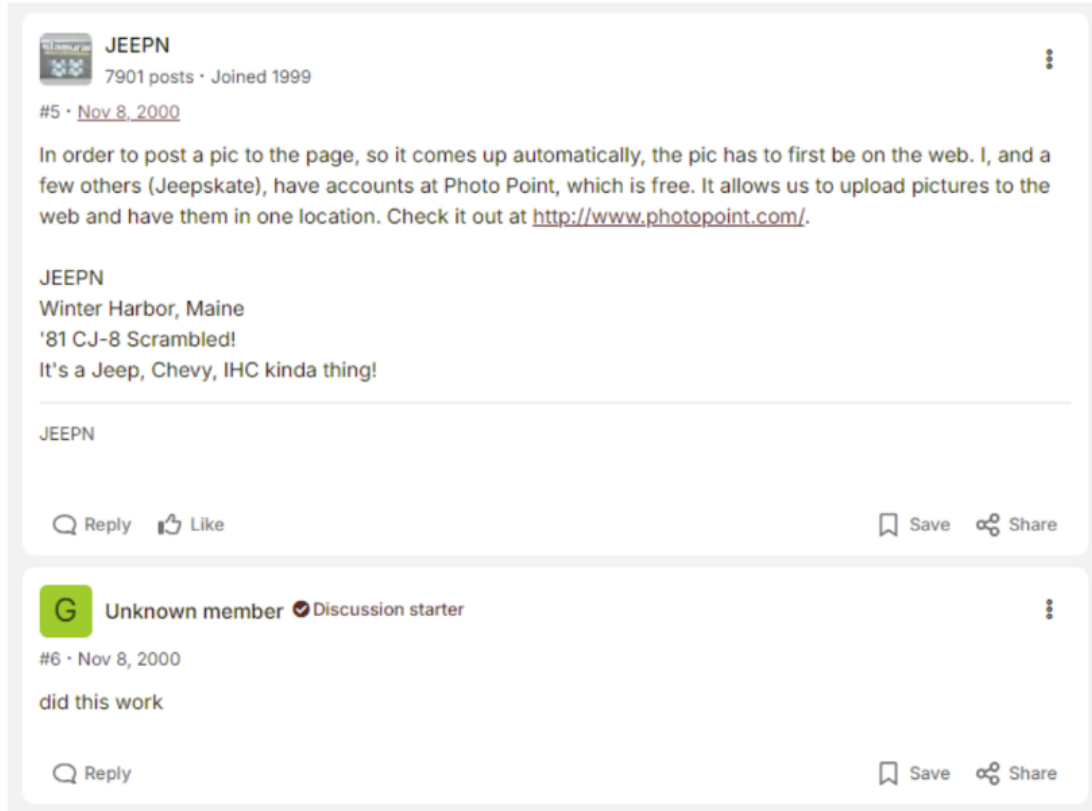 JEEPN
7901 posts · Joined 1999
#5 · Nov 8, 2000
In order to post a pic to the page, so it comes up automatically, the pic has to first be on the web. I, and a
few others (Jeepskate), have accounts at Photo Point, which is free. It allows us to upload pictures to the
web and have them in one location. Check it out at http://www.photopoint.com/.
JEEPN
Winter Harbor, Maine
'81 CJ-8 Scrambled!
It's a Jeep, Chevy, IHC kinda thing!
JEEPN
Reply Like Save Share
G Unknown member Discussion starter
#6 · Nov 8, 2000
did this work
Reply Save Share